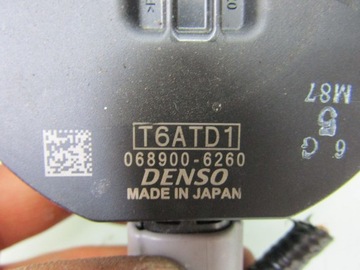 T6ATD1
068900-6260
DENSO
MADE IN JAPAN
M87
6 G